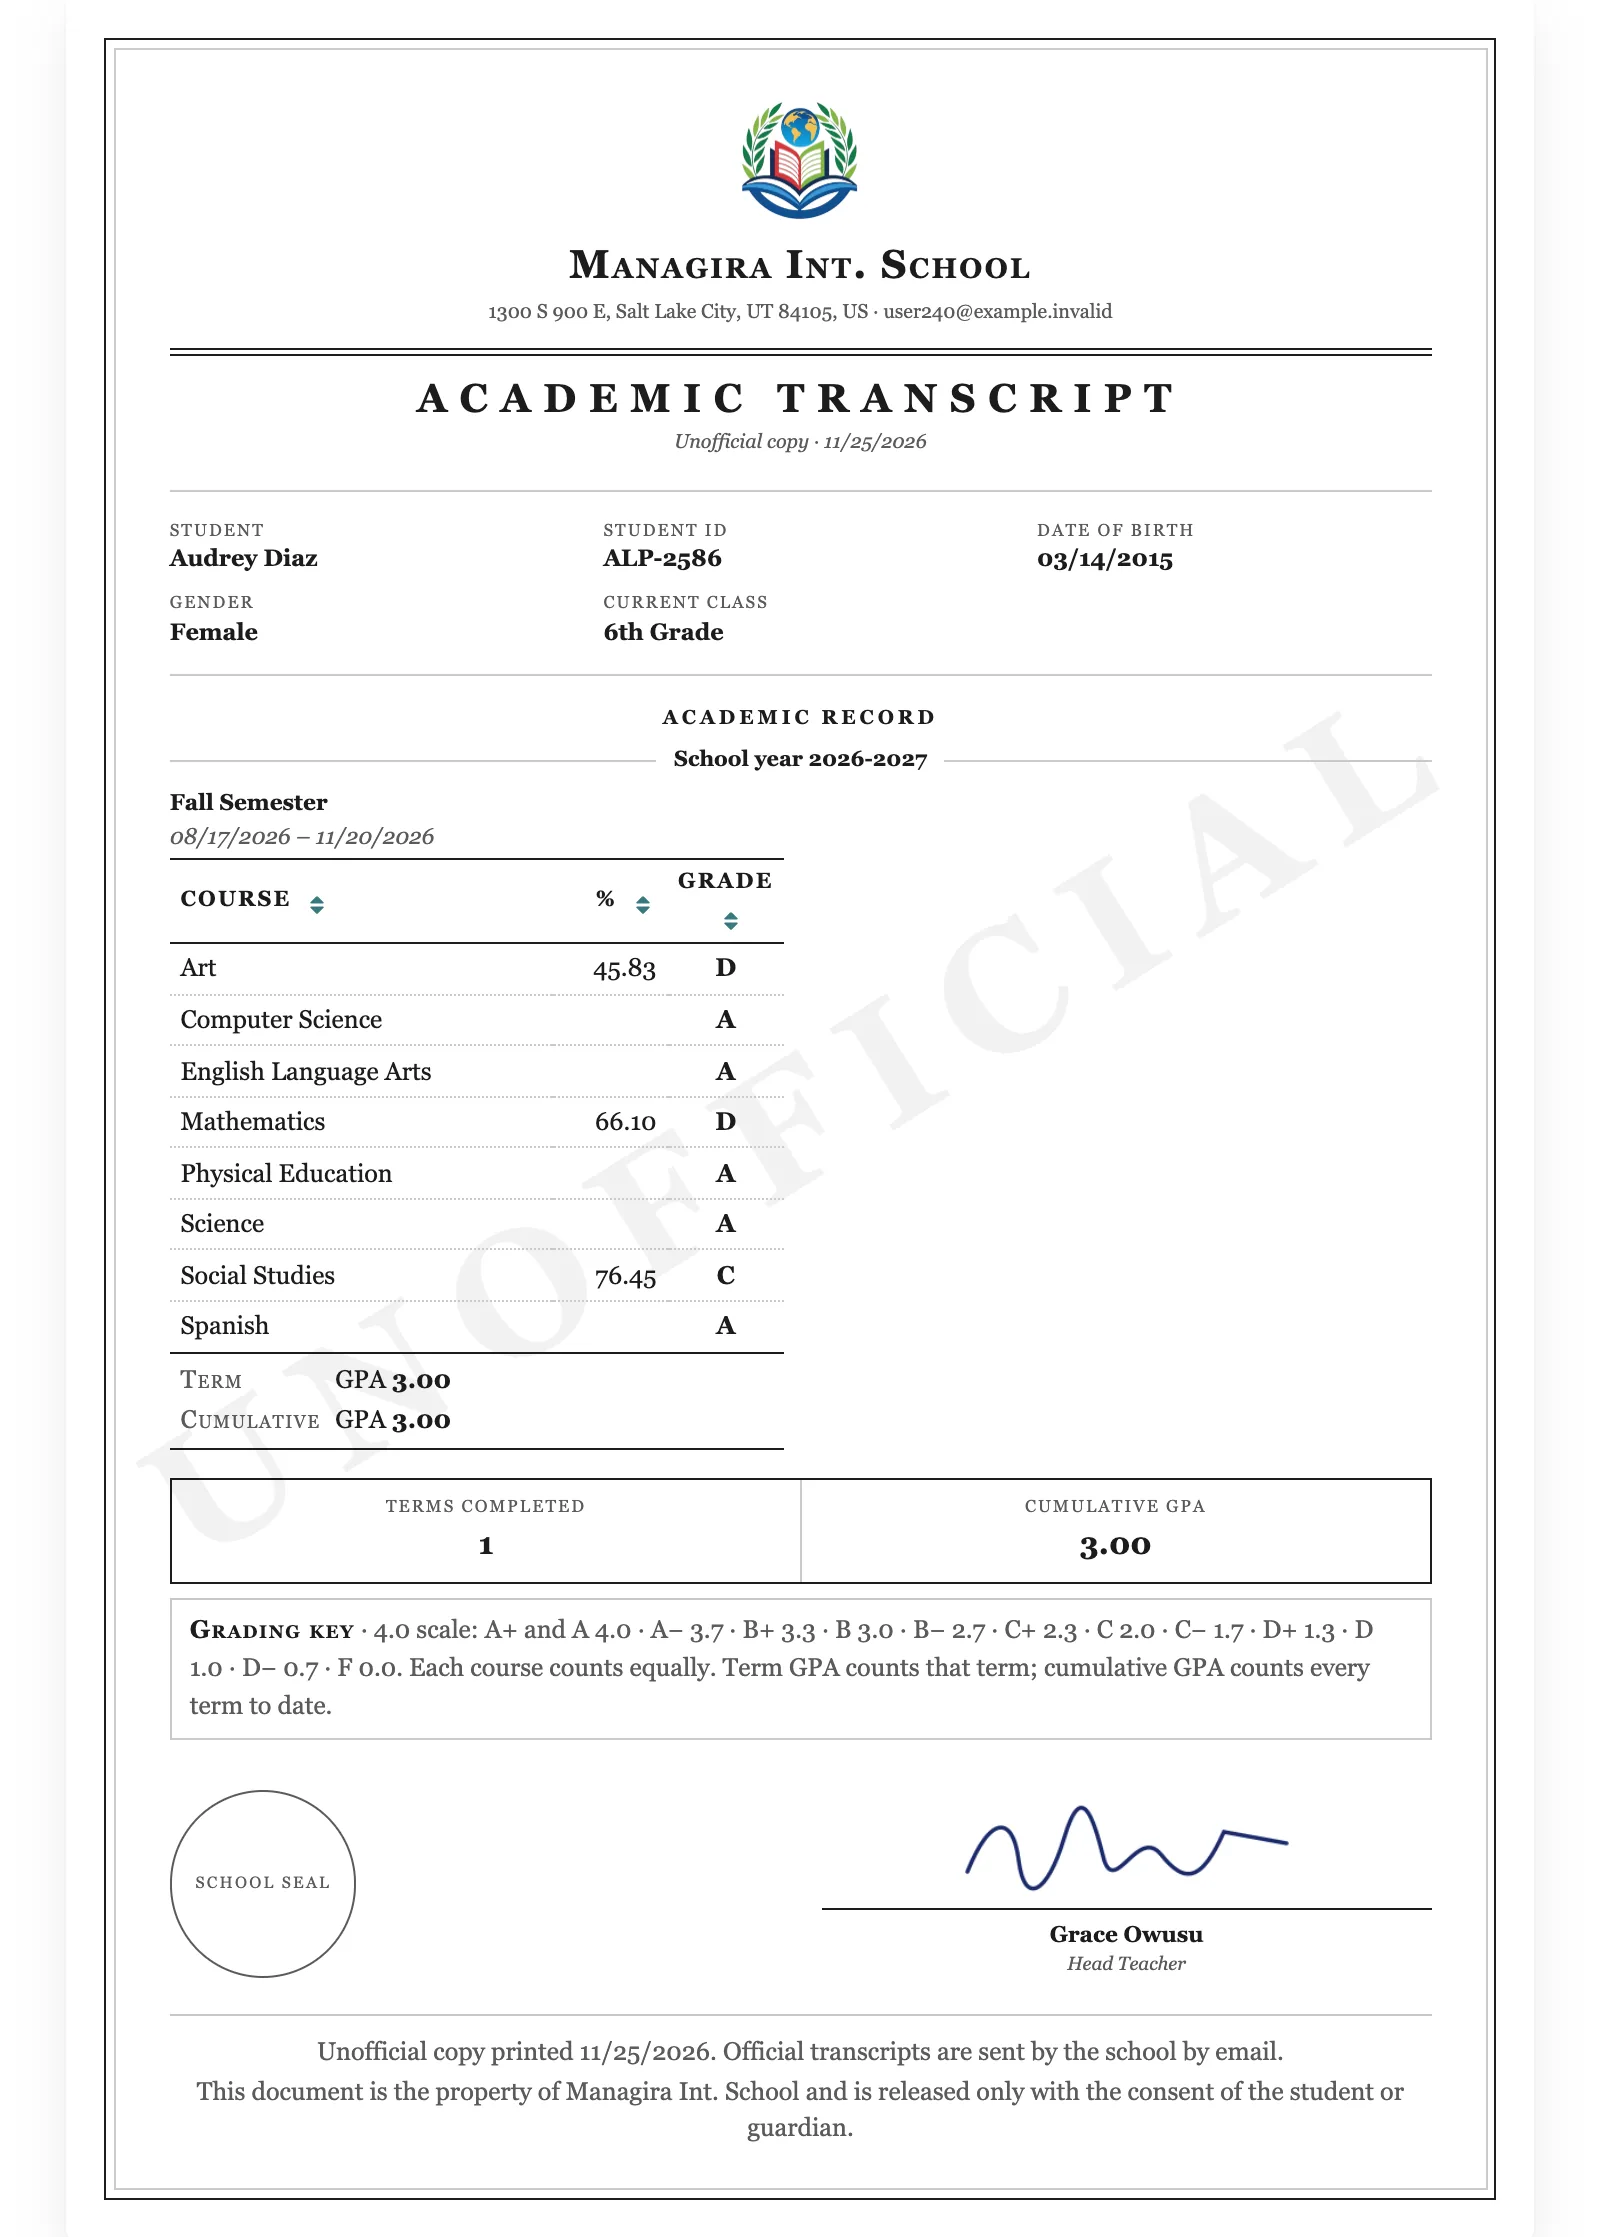 Managira Int. School
1300 S 900 E, Salt Lake City, UT 84105, US · user240@example.invalid
ACADEMIC TRANSCRIPT
Unofficial copy · 11/25/2026
STUDENT STUDENT ID DATE OF BIRTH
Audrey Diaz ALP-2586 03/14/2015
GENDER CURRENT CLASS
Female 6th Grade
ACADEMIC RECORD
School year 2026-2027
Fall Semester
08/17/2026 – 11/20/2026
COURSE % GRADE
Art 45.83 D
Computer Science A
English Language Arts A
Mathematics 66.10 D
Physical Education A
Science A
Social Studies 76.45 C
Spanish A
Term GPA 3.00
Cumulative GPA 3.00
UNOFFICIAL
TERMS COMPLETED CUMULATIVE GPA
1 3.00
Grading key · 4.0 scale: A+ and A 4.0 · A− 3.7 · B+ 3.3 · B 3.0 · B− 2.7 · C+ 2.3 · C 2.0 · C− 1.7 · D+ 1.3 · D
1.0 · D− 0.7 · F 0.0. Each course counts equally. Term GPA counts that term; cumulative GPA counts every
term to date.
SCHOOL SEAL
Grace Owusu
Head Teacher
Unofficial copy printed 11/25/2026. Official transcripts are sent by the school by email.
This document is the property of Managira Int. School and is released only with the consent of the student or
guardian.